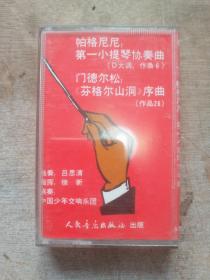 帕格尼尼:
第一小提琴协奏曲
(D大调,作品6)
门德尔松:
《芬格尔山洞》序曲
(作品26)
独奏:吕思清
指挥:徐新
演奏:
中国少年交响乐团
人民音乐出版社 出版